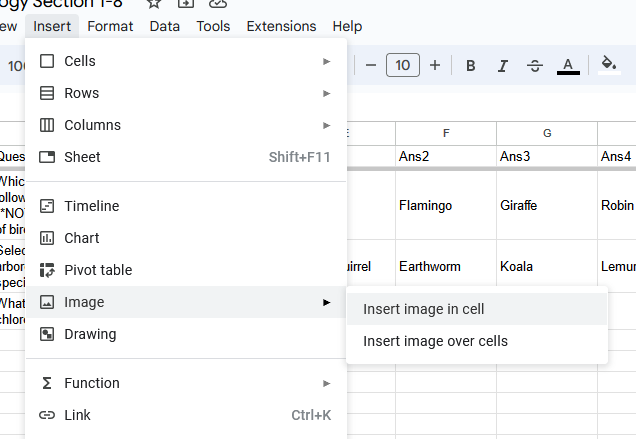 ogy Section 1-8
ew Insert Format Data Tools Extensions Help
100 10 B I S A
Cells
Rows
Columns
Sheet Shift+F11
Timeline
Chart
Pivot table
Image
Insert image in cell
Drawing
Insert image over cells
Function
Link Ctrl+K
E F G
Ques Ans2 Ans3 Ans4
Whic
follow
**NO
of bir Flamingo Giraffe Robin
Selec
arbor
speci uirrel Earthworm Koala Lemur
What
chlor